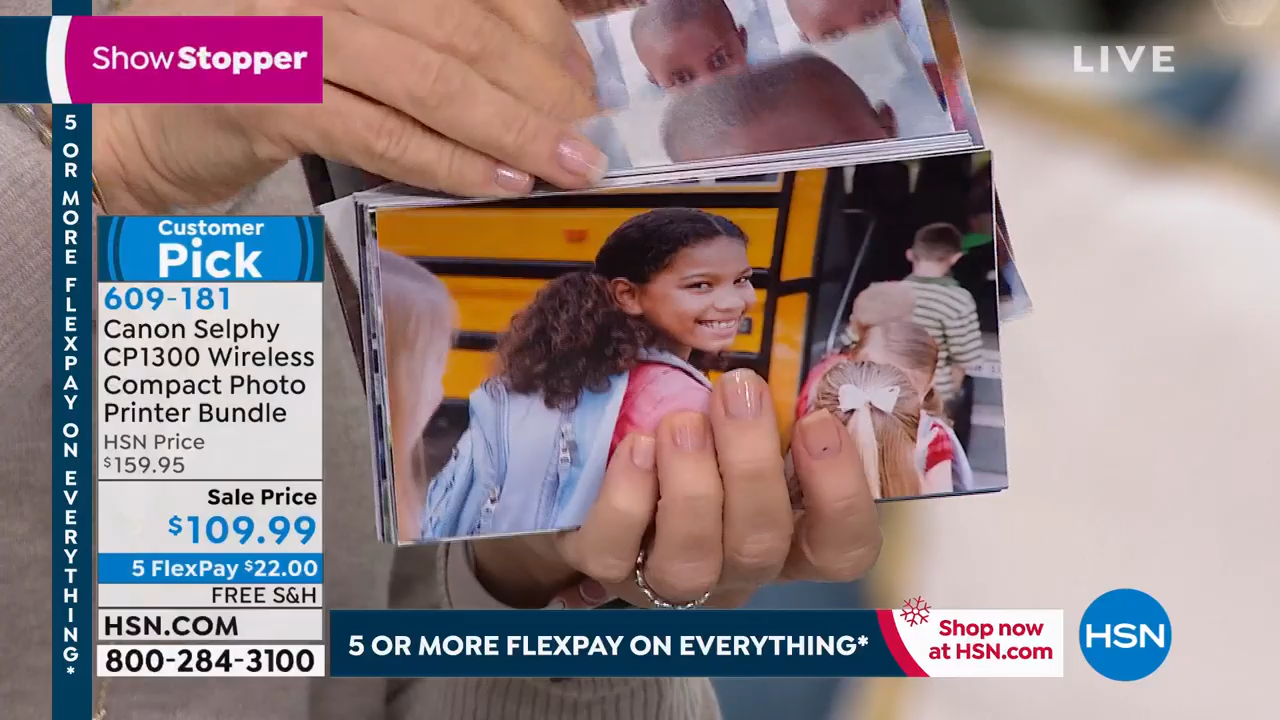 Show Stopper
LIVE
5 OR MORE FLEXPAY ON EVERYTHING*
Customer
Pick
609-181
Canon Selphy
CP1300 Wireless
Compact Photo
Printer Bundle
HSN Price
$159.95
Sale Price
$109.99
5 FlexPay $22.00
FREE S&H
HSN.COM
800-284-3100
5 OR MORE FLEXPAY ON EVERYTHING*
Shop now
at HSN.com
HSN